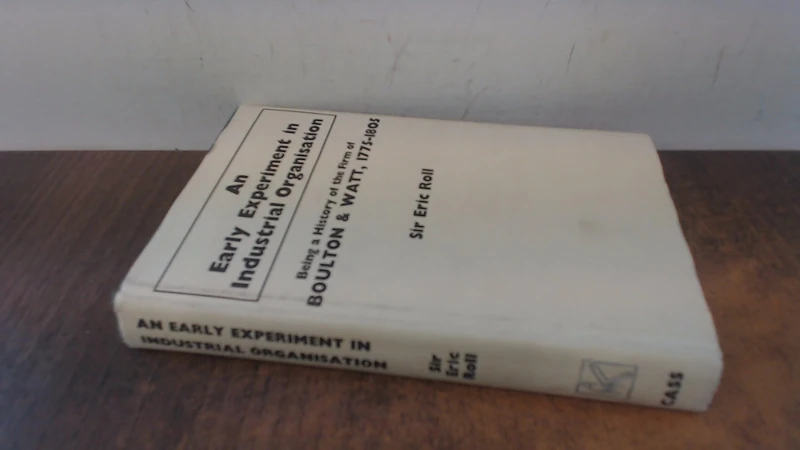 An
Early Experiment in
Industrial Organisation
Being a History of the Firm of
BOULTON & WATT, 1775-1805
Sir Eric Roll
AN EARLY EXPERIMENT IN
INDUSTRIAL ORGANISATION
Sir
Eric
Roll
CASS